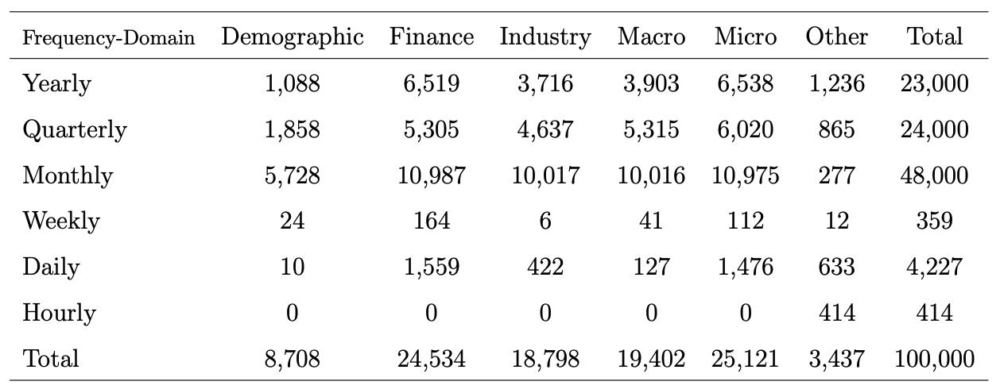 Frequency-Domain Demographic Finance Industry Macro Micro Other Total
Yearly 1,088 6,519 3,716 3,903 6,538 1,236 23,000
Quarterly 1,858 5,305 4,637 5,315 6,020 865 24,000
Monthly 5,728 10,987 10,017 10,016 10,975 277 48,000
Weekly 24 164 6 41 112 12 359
Daily 10 1,559 422 127 1,476 633 4,227
Hourly 0 0 0 0 0 414 414
Total 8,708 24,534 18,798 19,402 25,121 3,437 100,000